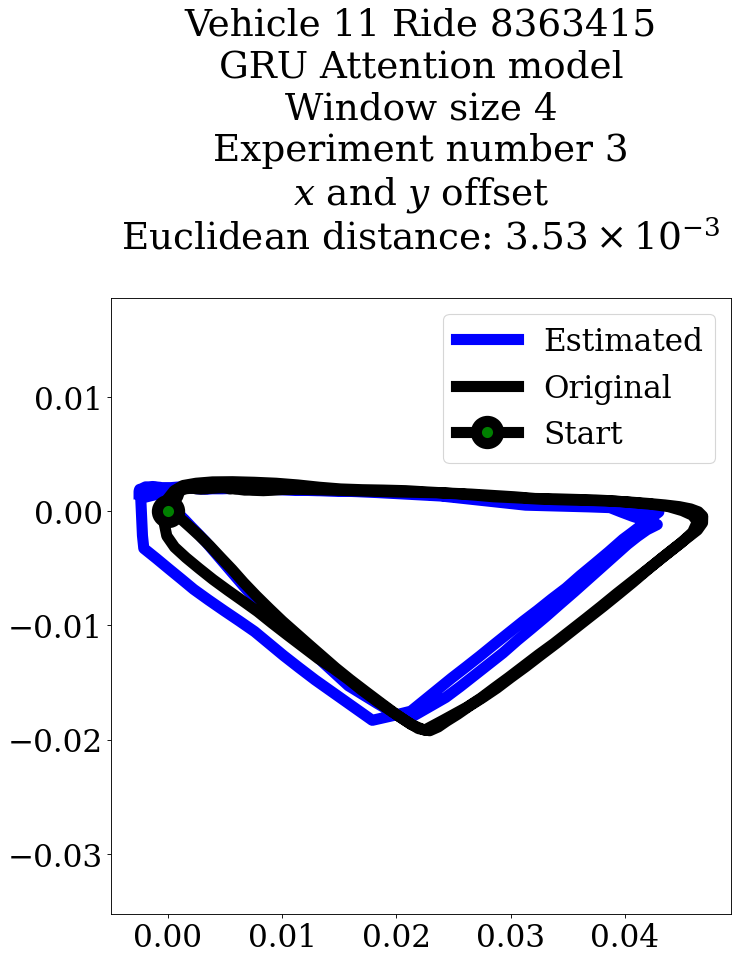 Vehicle 11 Ride 8363415
GRU Attention model
Window size 4
Experiment number 3
x and y offset
Euclidean distance: 3.53 × 10⁻³
Estimated
Original
Start
0.01
0.00
−0.01
−0.02
−0.03
0.00 0.01 0.02 0.03 0.04